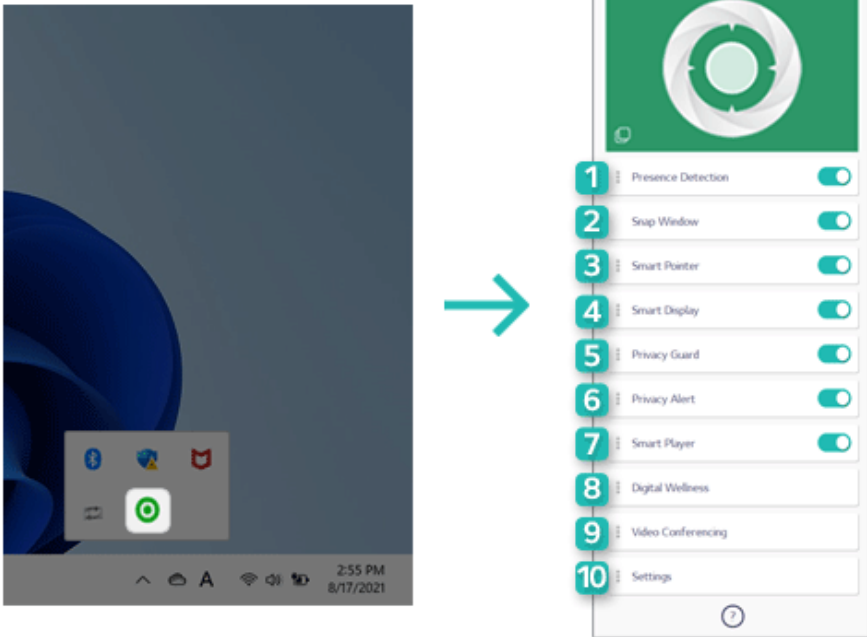 A
2:55 PM
8/17/2021
1 Presence Detection
2 Snap Window
3 Smart Pointer
4 Smart Display
5 Privacy Guard
6 Privacy Alert
7 Smart Player
8 Digital Wellness
9 Video Conferencing
10 Settings
?